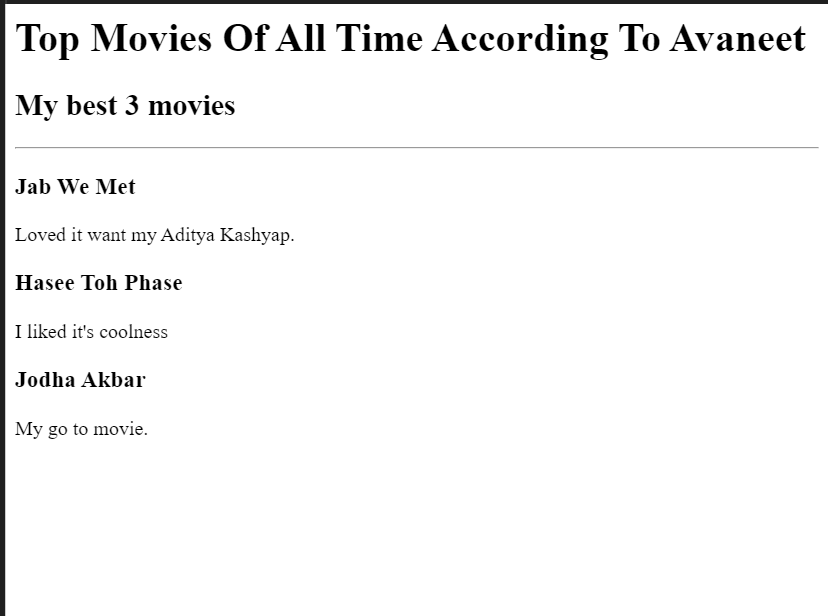 Top Movies Of All Time According To Avaneet
My best 3 movies
Jab We Met
Loved it want my Aditya Kashyap.
Hasee Toh Phase
I liked it's coolness
Jodha Akbar
My go to movie.